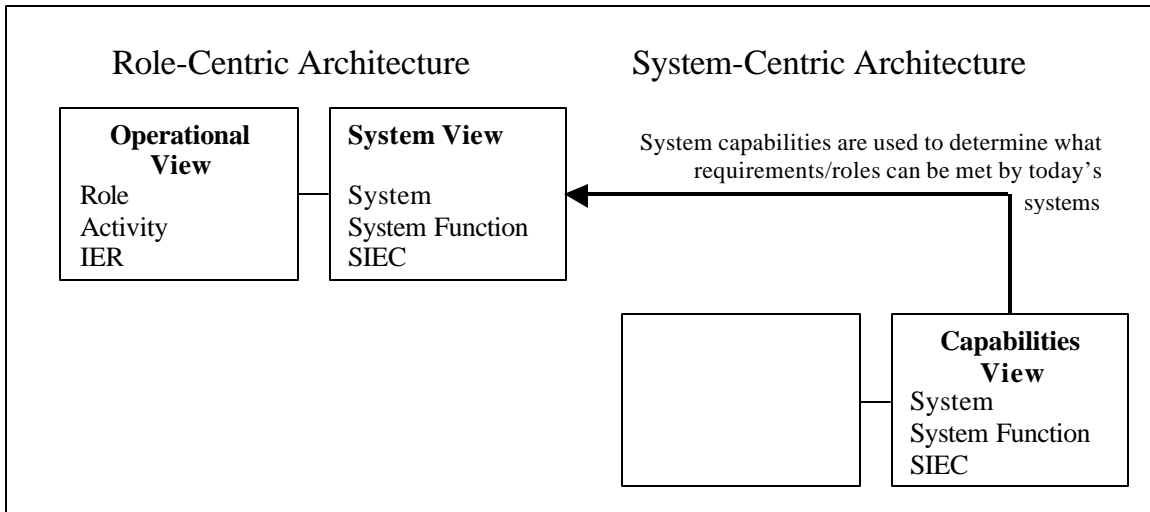 Role-Centric Architecture
System-Centric Architecture
Operational
View
Role
Activity
IER
System View
System
System Function
SIEC
System capabilities are used to determine what
requirements/roles can be met by today's
systems
Capabilities
View
System
System Function
SIEC